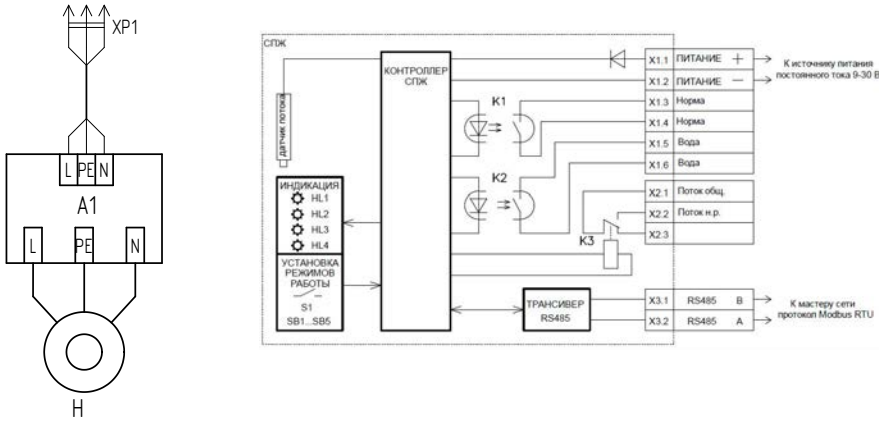 XP1
L PE N
A1
L PE N
H
СПЖ
датчик потока
КОНТРОЛЛЕР
СПЖ
ИНДИКАЦИЯ
HL1
HL2
HL3
HL4
УСТАНОВКА
РЕЖИМОВ
РАБОТЫ
S1
SB1...SB5
K1
K2
K3
ТРАНСИВЕР
RS485
X1.1 ПИТАНИЕ +
X1.2 ПИТАНИЕ −
X1.3 Норма
X1.4 Норма
X1.5 Вода
X1.6 Вода
X2.1 Поток общ.
X2.2 Поток н.р.
X2.3
X3.1 RS485 B
X3.2 RS485 A
К источнику питания
постоянного тока 9-30 В
К мастеру сети
протокол Modbus RTU